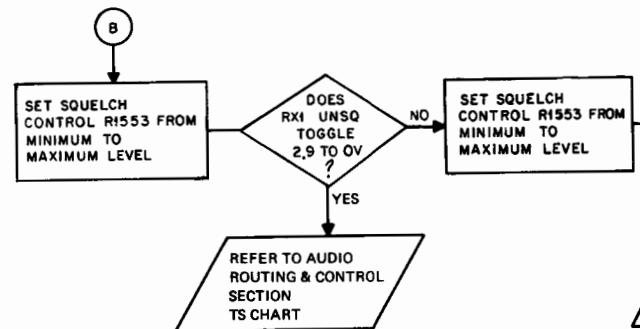 B
SET SQUELCH
CONTROL R1553 FROM
MINIMUM TO
MAXIMUM LEVEL
DOES
RX1 UNSQ
TOGGLE
2.9 TO 0V
?
NO
SET SQUELCH
CONTROL R1553 FROM
MINIMUM TO
MAXIMUM LEVEL
YES
REFER TO AUDIO
ROUTING & CONTROL
SECTION
TS CHART